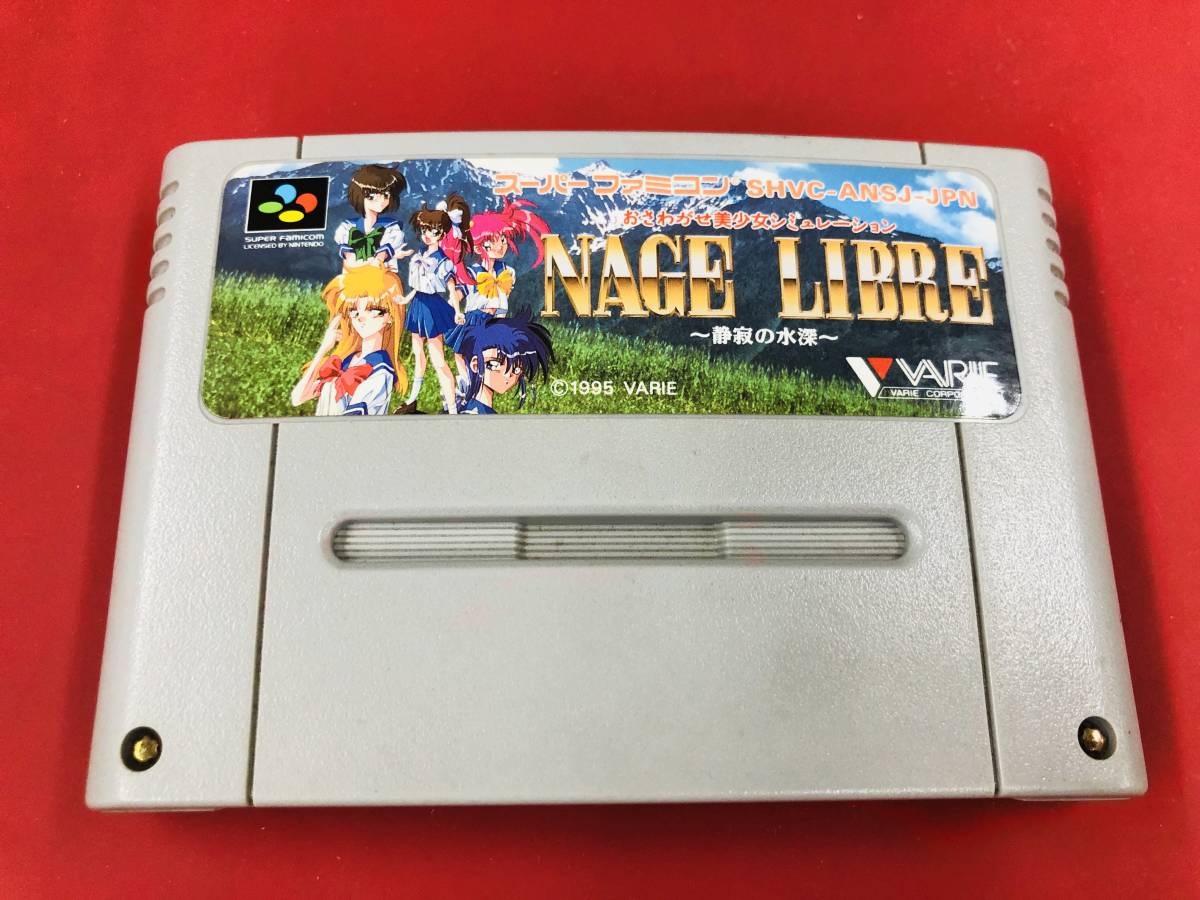 スーパーファミコン SHVC-ANSJ-JPN
SUPER FAMICOM
LICENSED BY NINTENDO
おさわがせ美少女シミュレーション
NAGE LIBRE
～静寂の水深～
©1995 VARIE
VARIE
VARIE